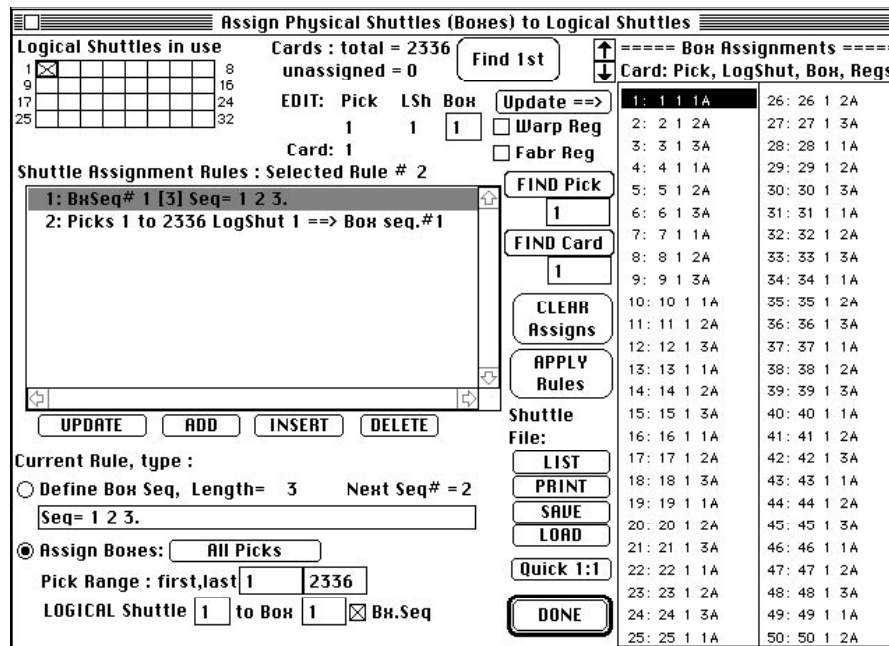 Assign Physical Shuttles (Boxes) to Logical Shuttles
Logical Shuttles in use
1 8
9 16
17 24
25 32
Cards : total = 2336
unassigned = 0
Find 1st
EDIT: Pick LSh Box
1 1 1
Card: 1
Update ==>
Warp Reg
Fabr Reg
Shuttle Assignment Rules : Selected Rule # 2
1: BxSeq# 1 [3] Seq= 1 2 3.
2: Picks 1 to 2336 LogShut 1 ==> Box seq.#1
UPDATE ADD INSERT DELETE
FIND Pick
1
FIND Card
1
CLEAR
Assigns
APPLY
Rules
Shuttle
File:
LIST
PRINT
SAVE
LOAD
Quick 1:1
DONE
Current Rule, type :
Define Box Seq, Length= 3 Next Seq# =2
Seq= 1 2 3.
Assign Boxes: All Picks
Pick Range : first,last 1 2336
LOGICAL Shuttle 1 to Box 1 Bx.Seq
===== Box Assignments =====
Card: Pick, LogShut, Box, Regs
1: 1 1 1A
2: 2 1 2A
3: 3 1 3A
4: 4 1 1A
5: 5 1 2A
6: 6 1 3A
7: 7 1 1A
8: 8 1 2A
9: 9 1 3A
10: 10 1 1A
11: 11 1 2A
12: 12 1 3A
13: 13 1 1A
14: 14 1 2A
15: 15 1 3A
16: 16 1 1A
17: 17 1 2A
18: 18 1 3A
19: 19 1 1A
20: 20 1 2A
21: 21 1 3A
22: 22 1 1A
23: 23 1 2A
24: 24 1 3A
25: 25 1 1A
26: 26 1 2A
27: 27 1 3A
28: 28 1 1A
29: 29 1 2A
30: 30 1 3A
31: 31 1 1A
32: 32 1 2A
33: 33 1 3A
34: 34 1 1A
35: 35 1 2A
36: 36 1 3A
37: 37 1 1A
38: 38 1 2A
39: 39 1 3A
40: 40 1 1A
41: 41 1 2A
42: 42 1 3A
43: 43 1 1A
44: 44 1 2A
45: 45 1 3A
46: 46 1 1A
47: 47 1 2A
48: 48 1 3A
49: 49 1 1A
50: 50 1 2A